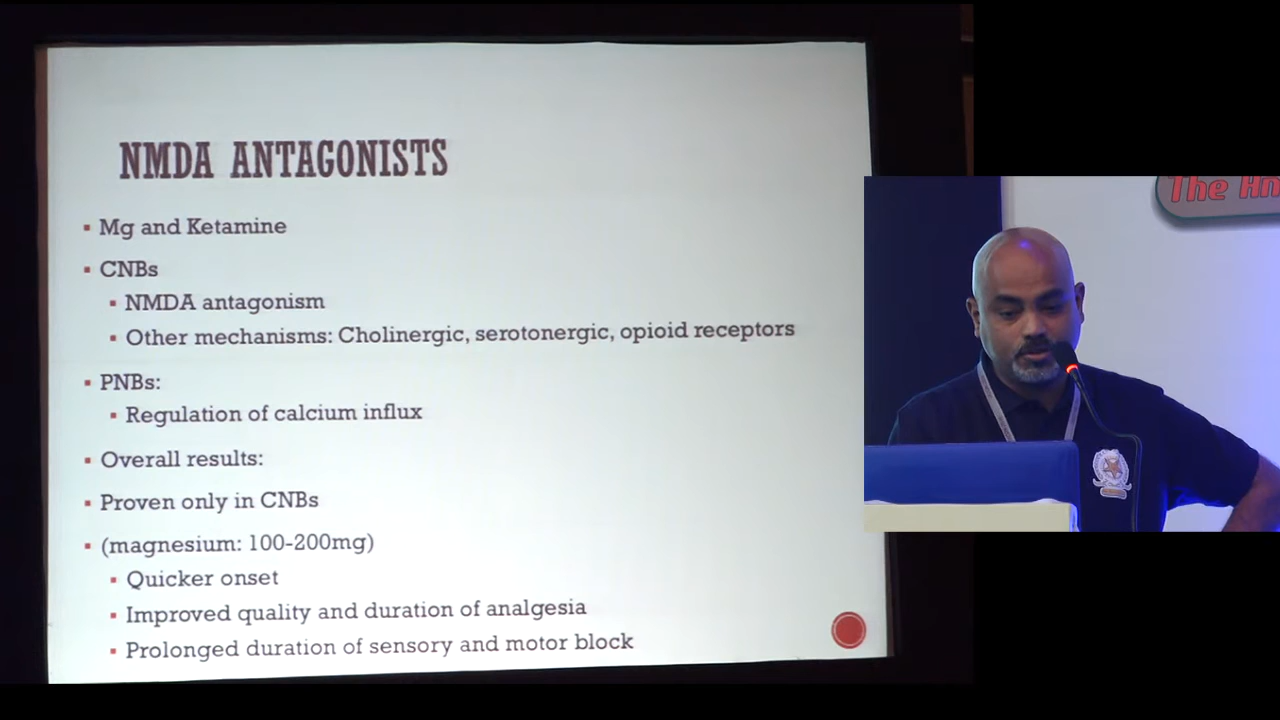 NMDA ANTAGONISTS
Mg and Ketamine
CNBs
NMDA antagonism
Other mechanisms: Cholinergic, serotonergic, opioid receptors
PNBs:
Regulation of calcium influx
Overall results:
Proven only in CNBs
(magnesium: 100-200mg)
Quicker onset
Improved quality and duration of analgesia
Prolonged duration of sensory and motor block
The